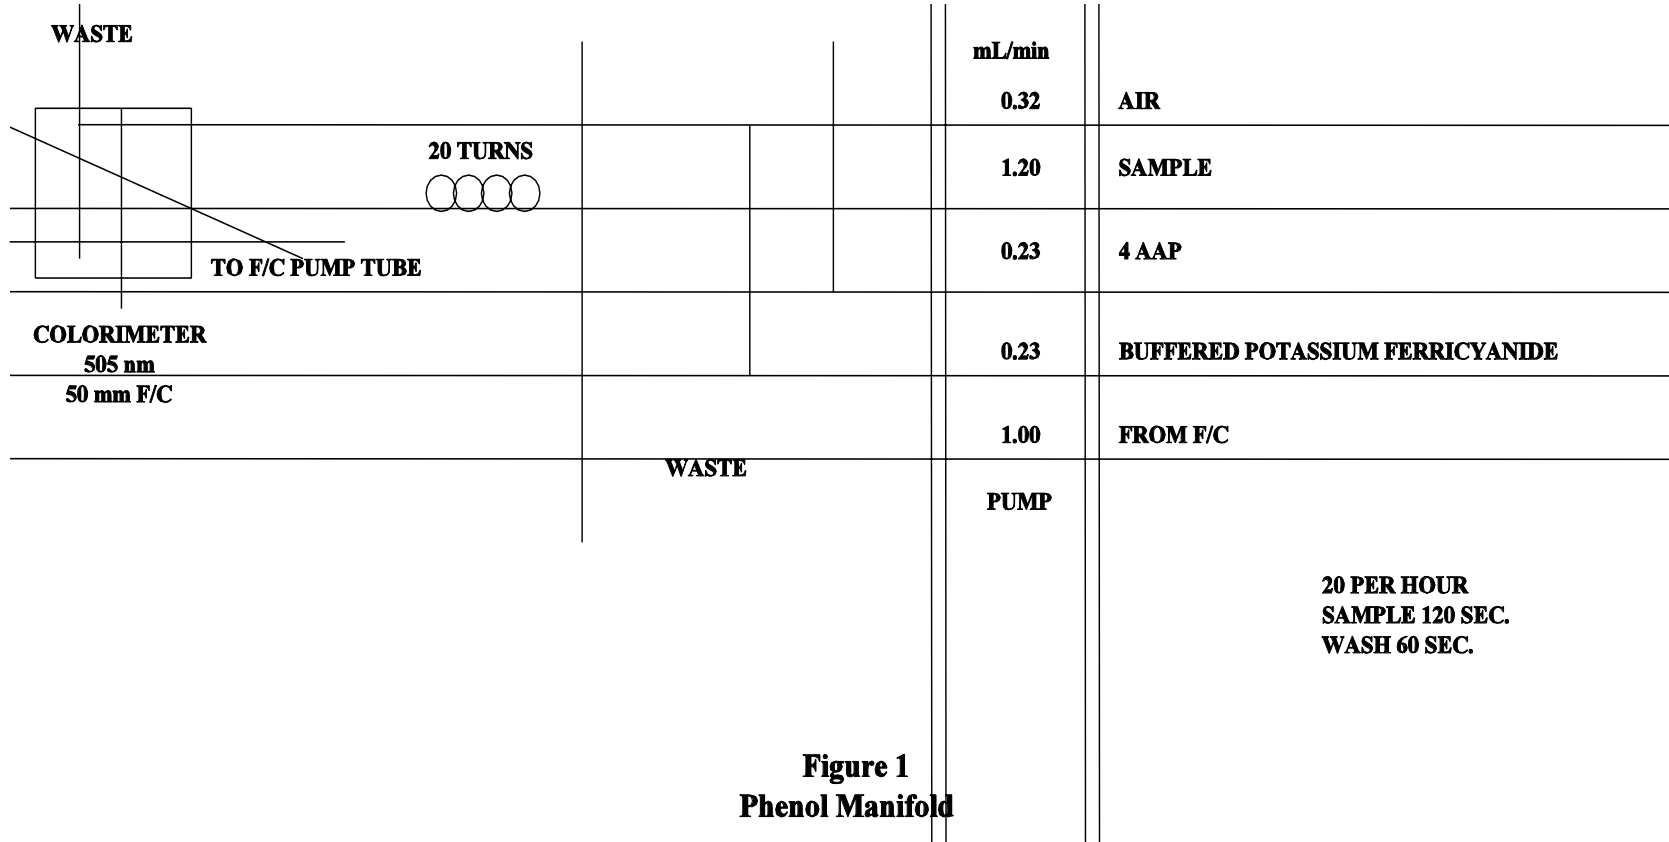 WASTE
mL/min
0.32 AIR
20 TURNS
1.20 SAMPLE
0.23 4 AAP
TO F/C PUMP TUBE
COLORIMETER
505 nm
50 mm F/C
0.23 BUFFERED POTASSIUM FERRICYANIDE
1.00 FROM F/C
WASTE
PUMP
20 PER HOUR
SAMPLE 120 SEC.
WASH 60 SEC.
Figure 1
Phenol Manifold